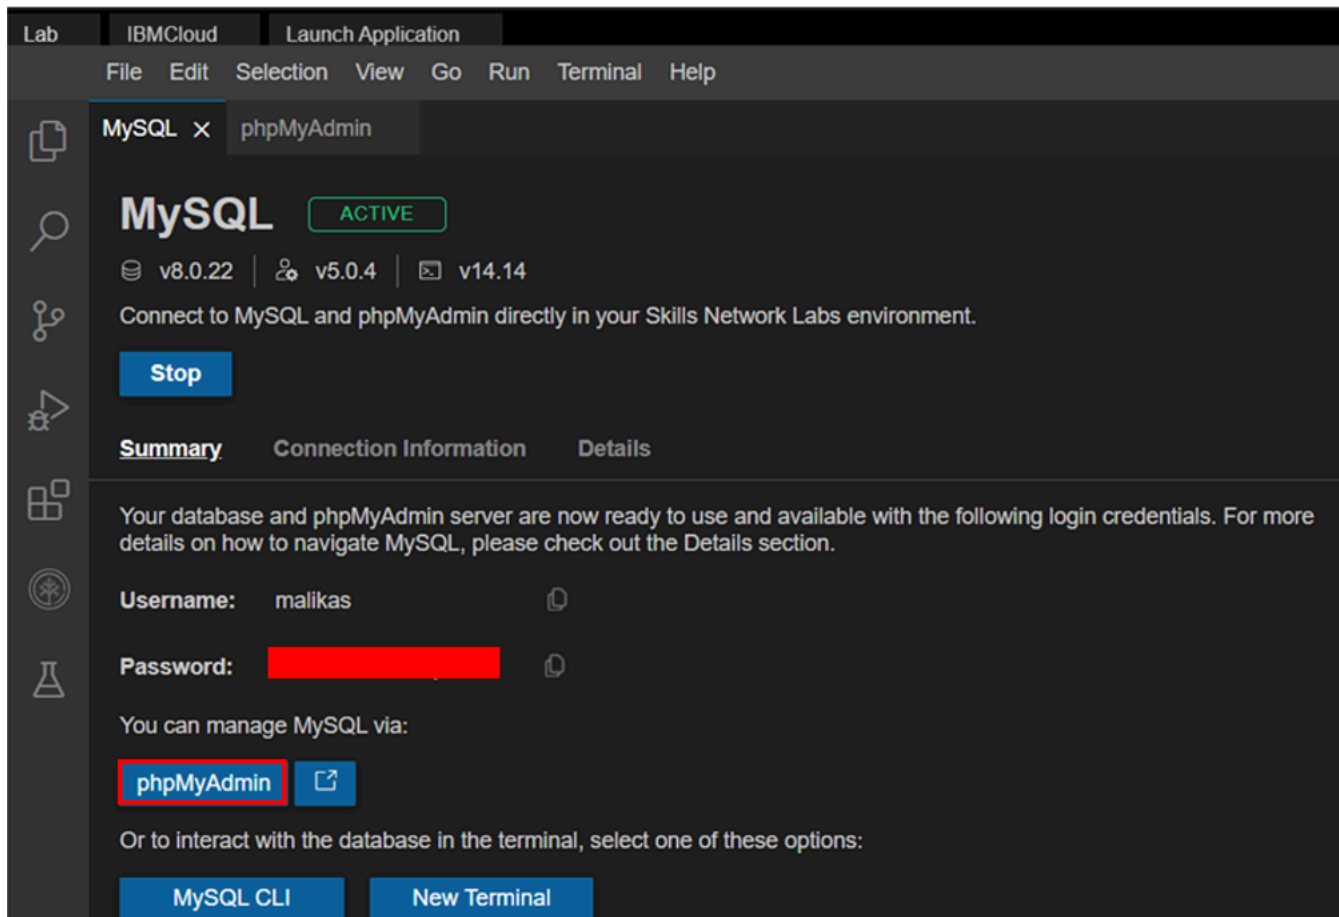 Lab IBMCloud Launch Application
File Edit Selection View Go Run Terminal Help
MySQL phpMyAdmin
MySQL ACTIVE
v8.0.22 v5.0.4 v14.14
Connect to MySQL and phpMyAdmin directly in your Skills Network Labs environment.
Stop
Summary Connection Information Details
Your database and phpMyAdmin server are now ready to use and available with the following login credentials. For more
details on how to navigate MySQL, please check out the Details section.
Username: malikas
Password:
You can manage MySQL via:
phpMyAdmin
Or to interact with the database in the terminal, select one of these options:
MySQL CLI New Terminal